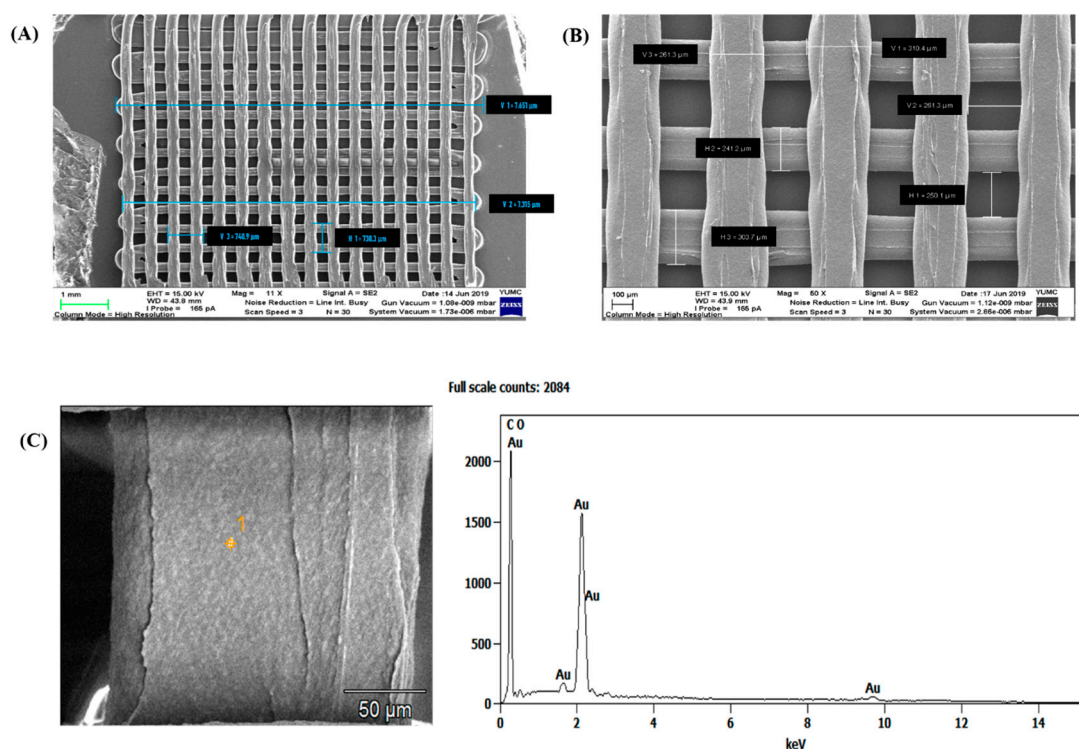 (A)
V 1 = 7.651 µm
V 2 = 7.315 µm
V 3 = 740.9 µm
H 1 = 738.3 µm
1 mm
EHT = 15.00 kV
WD = 43.8 mm
I Probe = 165 pA
Column Mode = High Resolution
Mag = 11 X
Signal A = SE2
Date :14 Jun 2019
Noise Reduction = Line Int. Busy
Gun Vacuum = 1.08e-009 mbar
Scan Speed = 3
N = 30
System Vacuum = 1.73e-006 mbar
YUMC
ZEISS
(B)
V 3 = 261.3 µm
V 1 = 310.4 µm
V 2 = 261.3 µm
H 2 = 241.2 µm
H 1 = 250.1 µm
H 3 = 303.7 µm
100 µm
EHT = 15.00 kV
WD = 43.9 mm
I Probe = 165 pA
Column Mode = High Resolution
Mag = 50 X
Signal A = SE2
Date :17 Jun 2019
Noise Reduction = Line Int. Busy
Gun Vacuum = 1.12e-009 mbar
Scan Speed = 3
N = 30
System Vacuum = 2.86e-006 mbar
YUMC
ZEISS
(C)
1
50 µm
Full scale counts: 2084
C O
Au
Au
Au
Au
Au
2000
1500
1000
500
0
0 2 4 6 8 10 12 14
keV